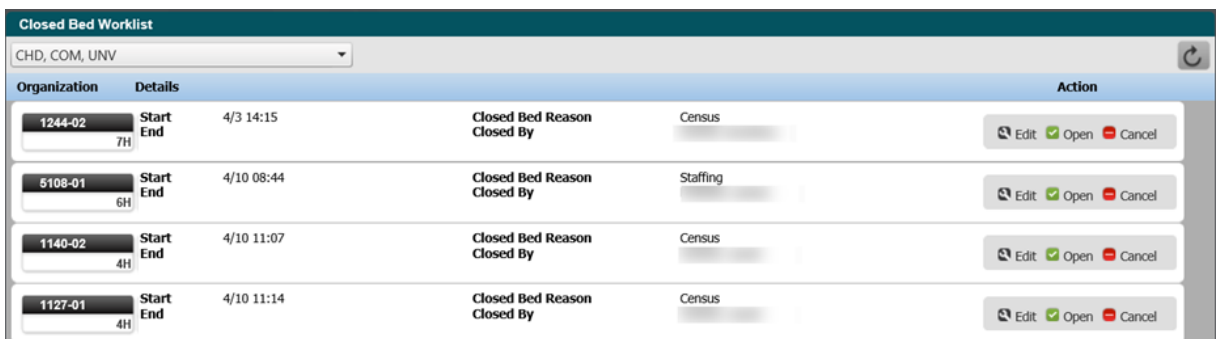 Closed Bed Worklist
CHD, COM, UNV
Organization Details Action
1244-02 Start 4/3 14:15 Closed Bed Reason Census
7H End Closed By
Edit Open Cancel
5108-01 Start 4/10 08:44 Closed Bed Reason Staffing
6H End Closed By
Edit Open Cancel
1140-02 Start 4/10 11:07 Closed Bed Reason Census
4H End Closed By
Edit Open Cancel
1127-01 Start 4/10 11:14 Closed Bed Reason Census
4H End Closed By
Edit Open Cancel